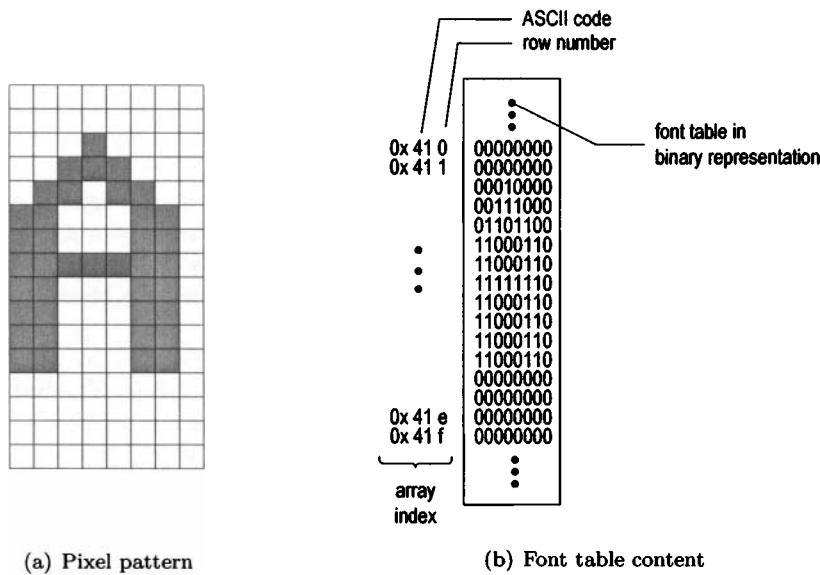 ASCII code
row number
font table in
binary representation
0x 41 0
0x 41 1
00000000
00000000
00010000
00111000
01101100
11000110
11000110
11111110
11000110
11000110
11000110
11000110
00000000
00000000
00000000
00000000
0x 41 e
0x 41 f
array
index
(a) Pixel pattern
(b) Font table content